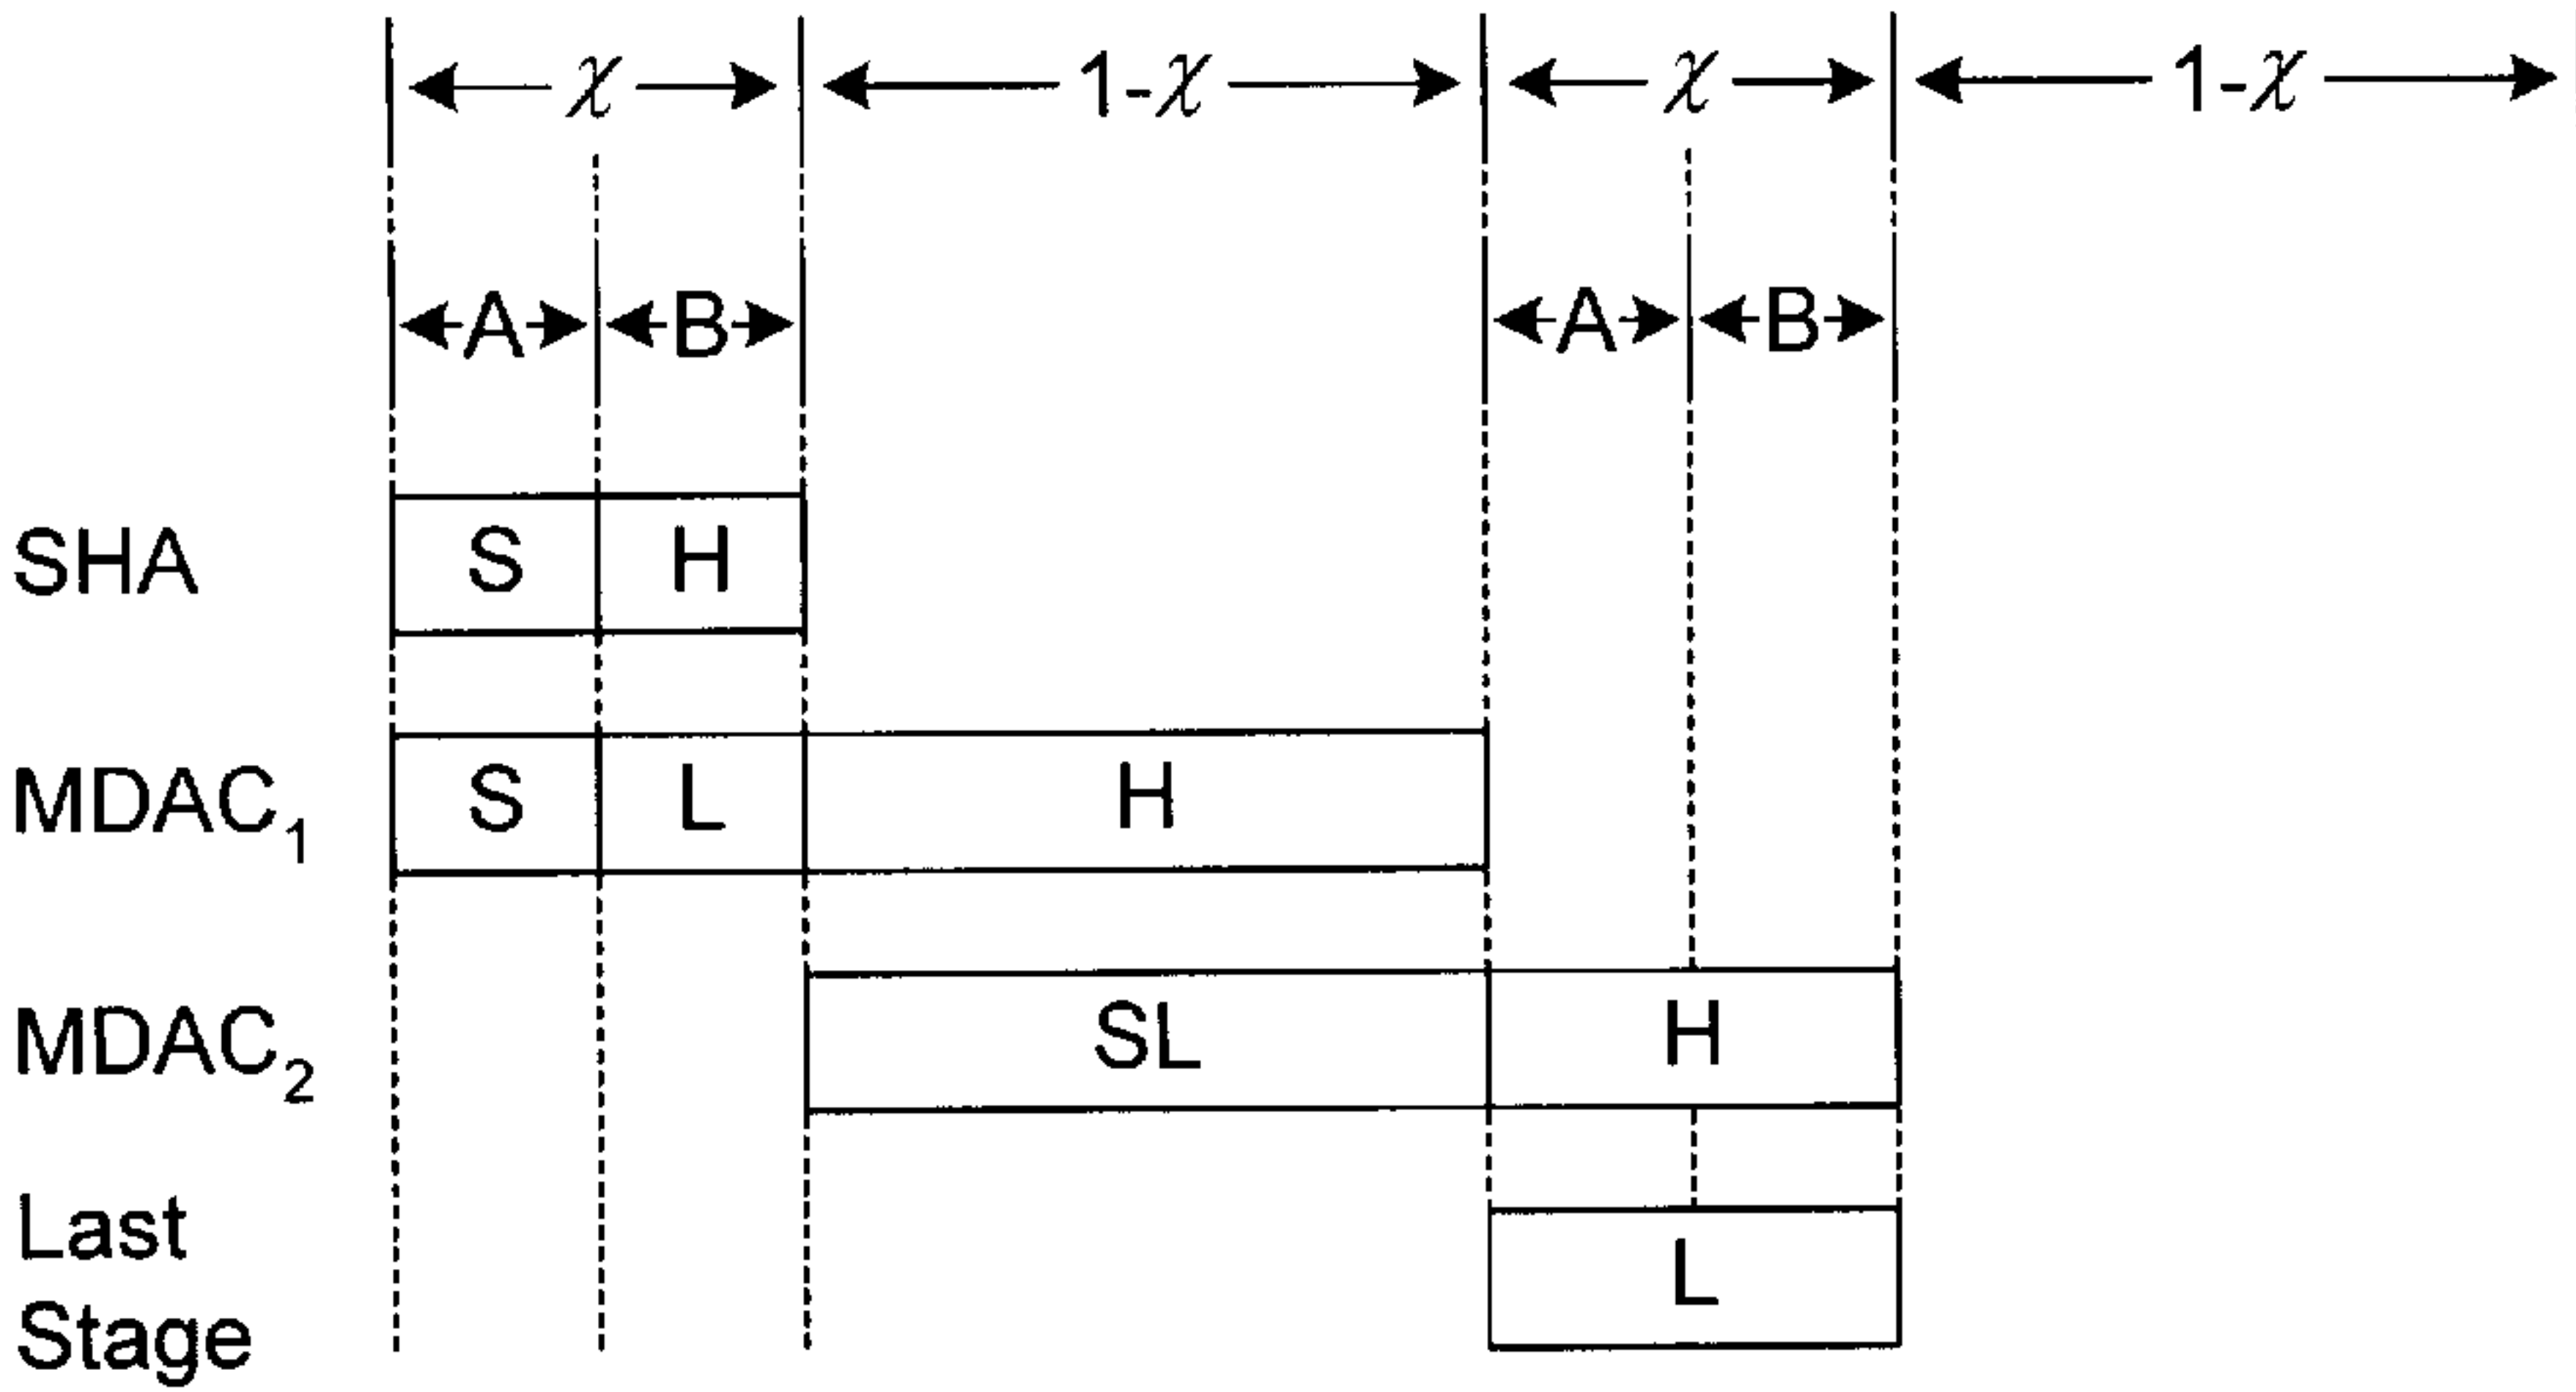 χ 1-χ χ 1-χ
A B A B
SHA S H
MDAC₁ S L H
MDAC₂ SL H
Last
Stage L